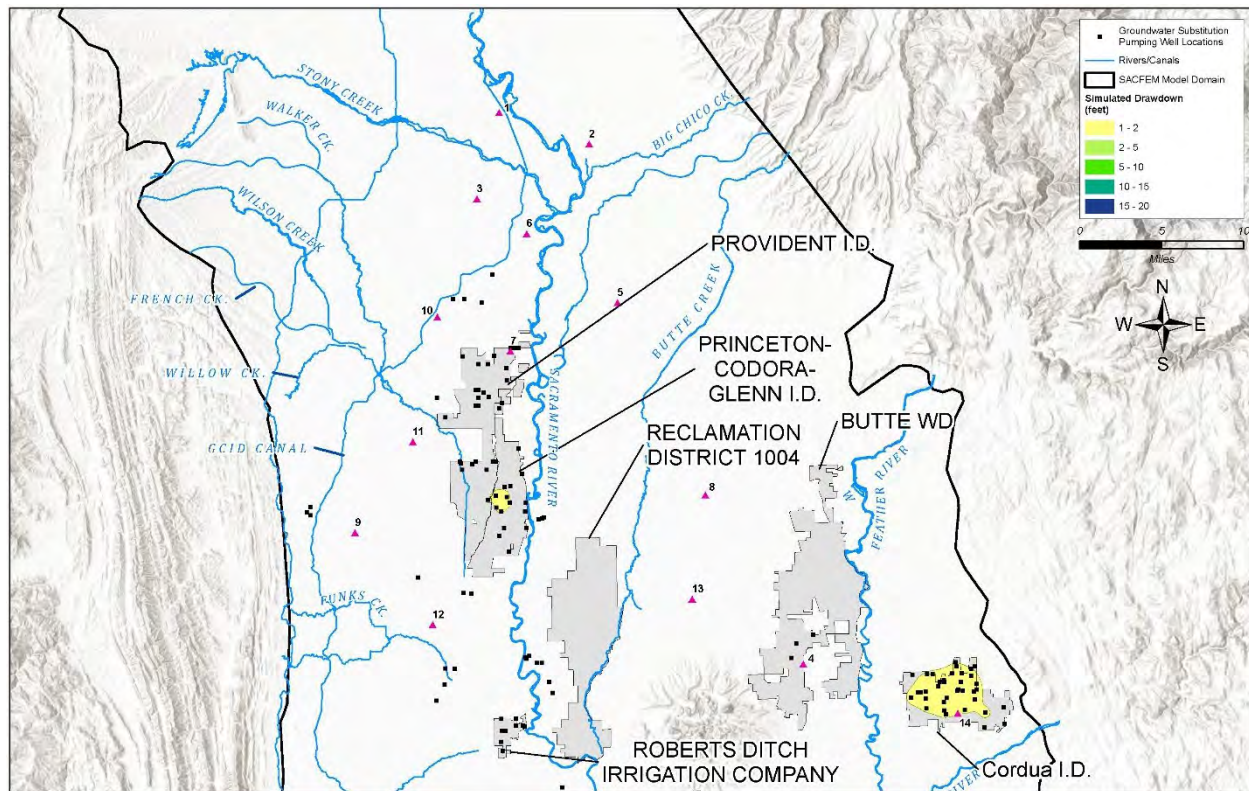 Groundwater Substitution
Pumping Well Locations
Rivers/Canals
SACFEM Model Domain
Simulated Drawdown
(feet)
1 - 2
2 - 5
5 - 10
10 - 15
15 - 20
0
5
10
Miles
N
W
E
S
STONY CREEK
WALKER CK.
WILSON CREEK
FRENCH CK.
WILLOW CK.
GCID CANAL
FUNKS CK.
BIG CHICO CK.
BUTTE CREEK
SACRAMENTO RIVER
FEATHER RIVER
W
RIVER
1
2
3
6
5
10
7
11
8
9
13
12
4
14
PROVIDENT I.D.
PRINCETON-
CODORA-
GLENN I.D.
RECLAMATION
DISTRICT 1004
BUTTE WD
ROBERTS DITCH
IRRIGATION COMPANY
Cordua I.D.